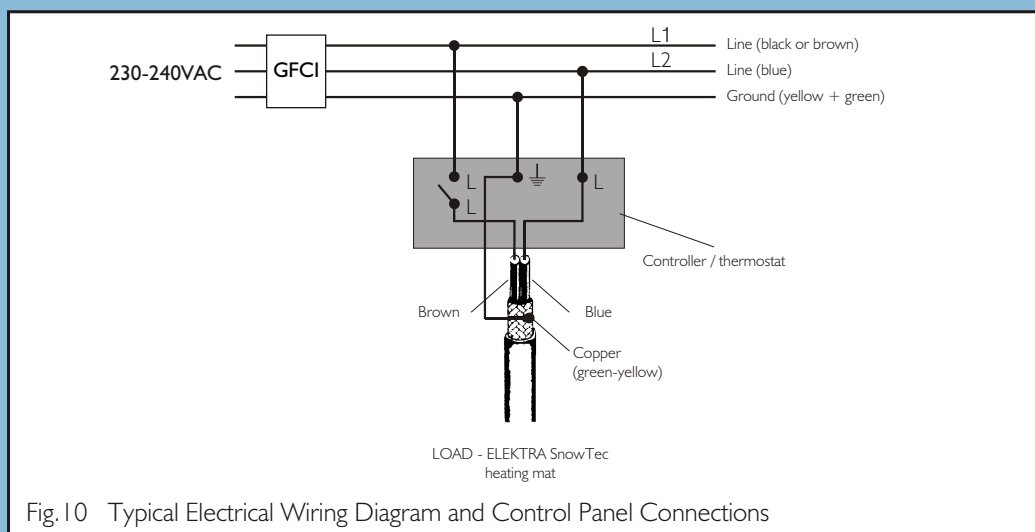 L1
Line (black or brown)
230-240VAC
GFCI
L2
Line (blue)
Ground (yellow + green)
L
L
L
Controller / thermostat
Brown
Blue
Copper
(green-yellow)
LOAD - ELEKTRA SnowTec
heating mat
Fig.10 Typical Electrical Wiring Diagram and Control Panel Connections